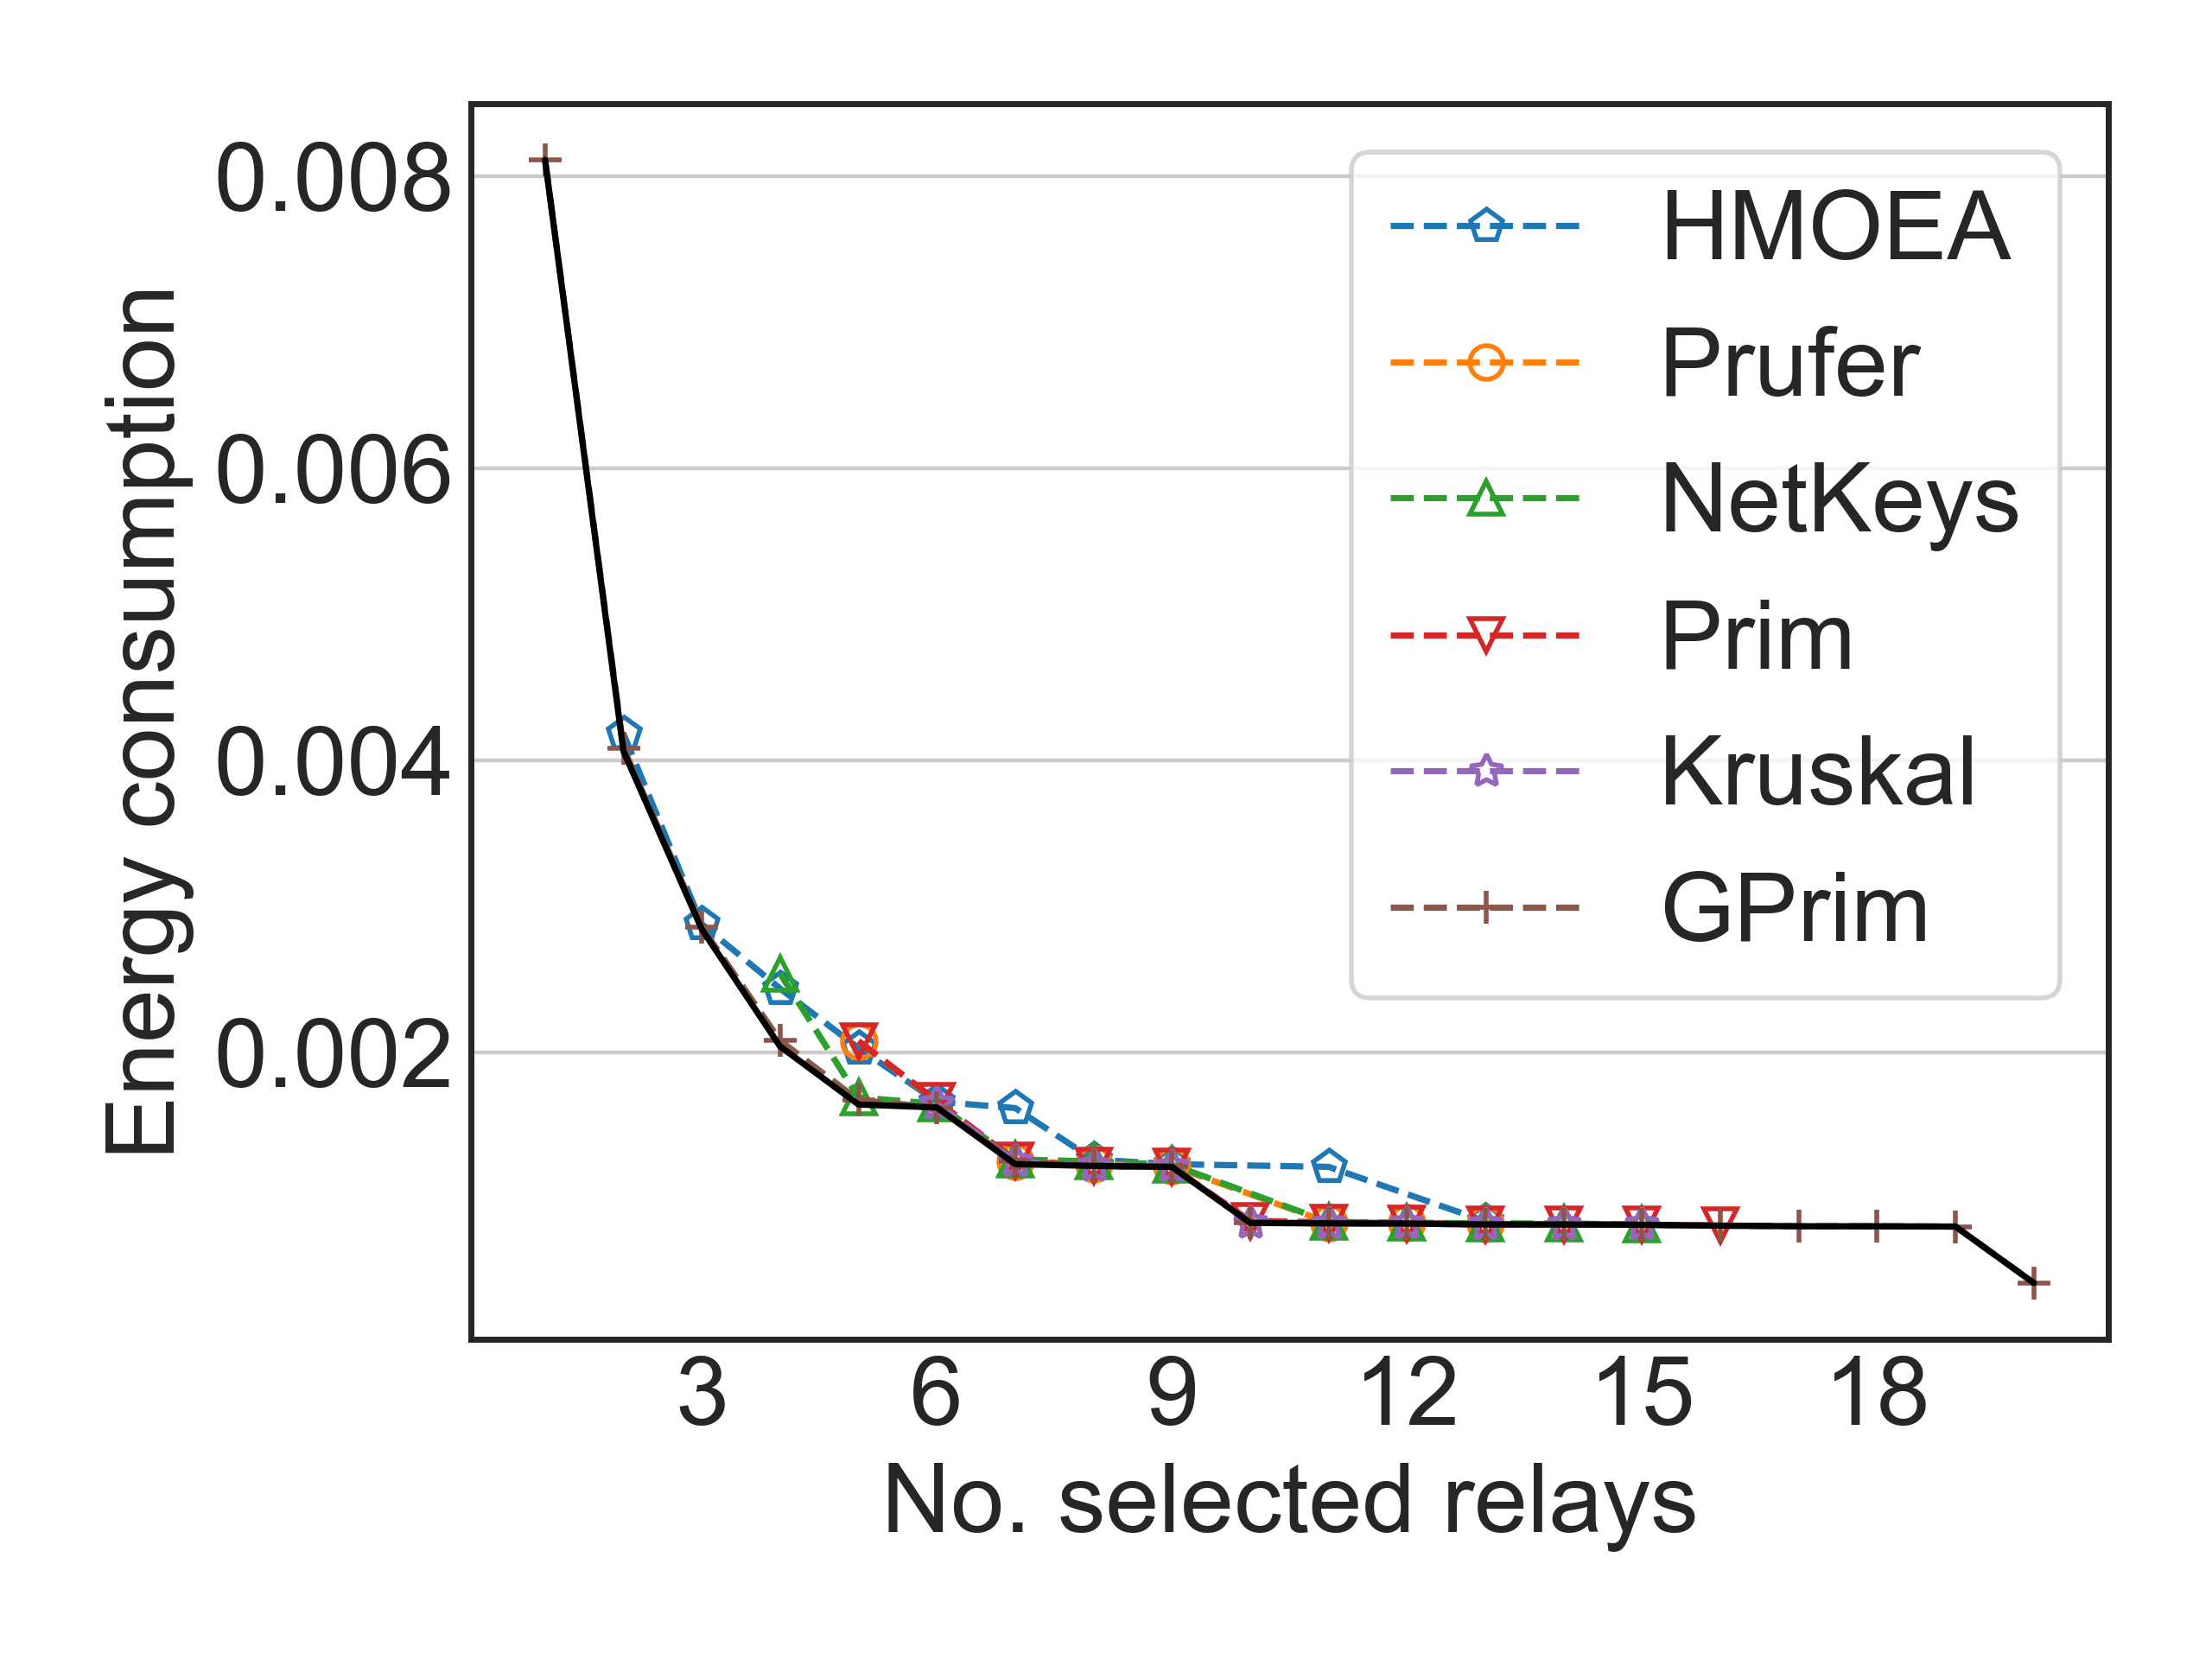 Energy consumption
0.008
0.006
0.004
0.002
HMOEA
Prufer
NetKeys
Prim
Kruskal
GPrim
3 6 9 12 15 18
No. selected relays